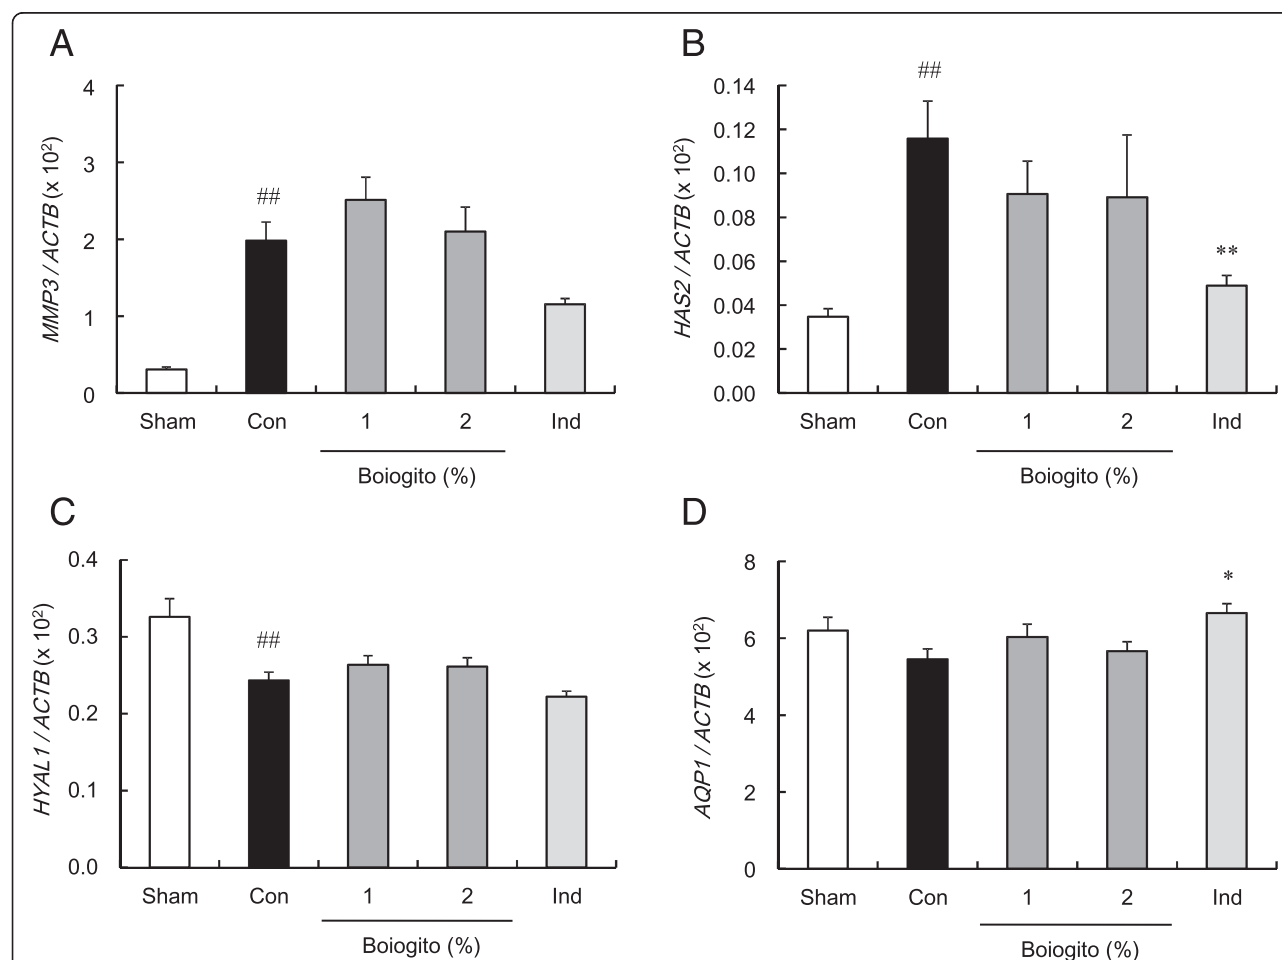 A
MMP3 / ACTB (x 10²)
4
3
2
1
0
##
Sham Con 1 2 Ind
Boiogito (%)
B
HAS2 / ACTB (x 10²)
0.14
0.12
0.10
0.08
0.06
0.04
0.02
0.00
##
**
Sham Con 1 2 Ind
Boiogito (%)
C
HYAL1 / ACTB (x 10²)
0.4
0.3
0.2
0.1
0.0
##
Sham Con 1 2 Ind
Boiogito (%)
D
AQP1 / ACTB (x 10²)
8
6
4
2
0
*
Sham Con 1 2 Ind
Boiogito (%)